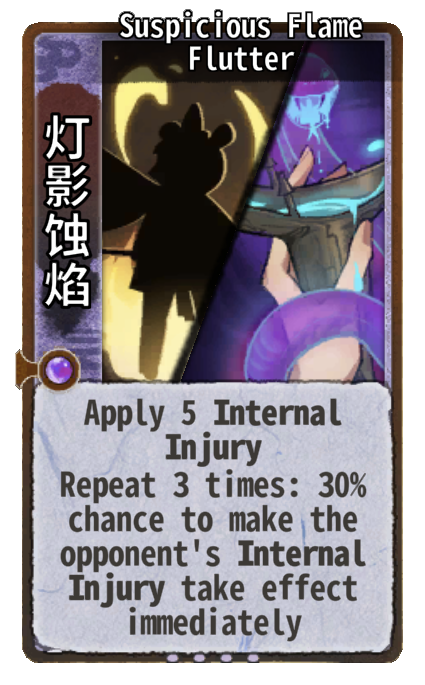 Suspicious Flame
Flutter
灯影蚀焰
Apply 5 Internal
Injury
Repeat 3 times: 30%
chance to make the
opponent's Internal
Injury take effect
immediately